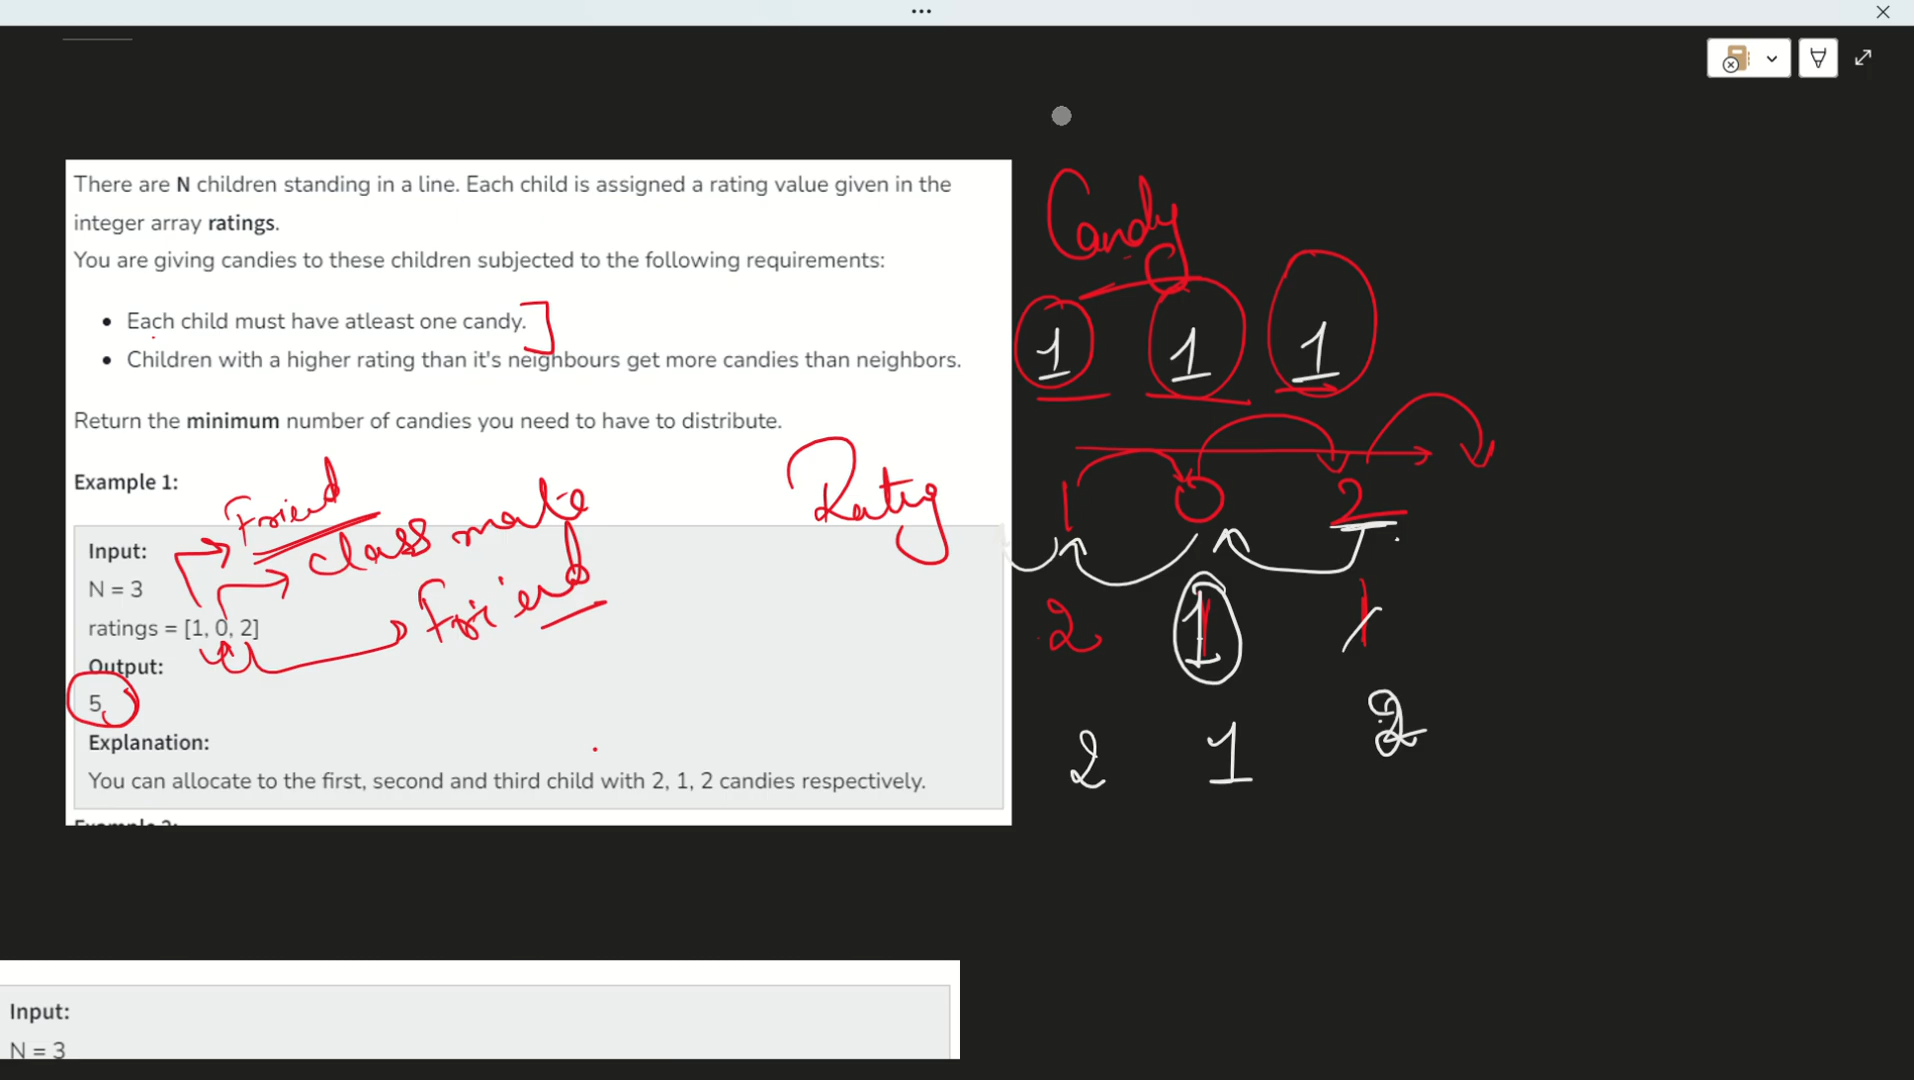 There are N children standing in a line. Each child is assigned a rating value given in the
integer array ratings.
You are giving candies to these children subjected to the following requirements:
• Each child must have atleast one candy.
• Children with a higher rating than it's neighbours get more candies than neighbors.
Return the minimum number of candies you need to have to distribute.
Example 1:
Input:
N = 3
ratings = [1, 0, 2]
Output:
5
Explanation:
You can allocate to the first, second and third child with 2, 1, 2 candies respectively.
Friend
class mate
Friend
Rating
Candy
1 1 1
1 0 2
2 1 1
2 1 2
Input:
N = 3